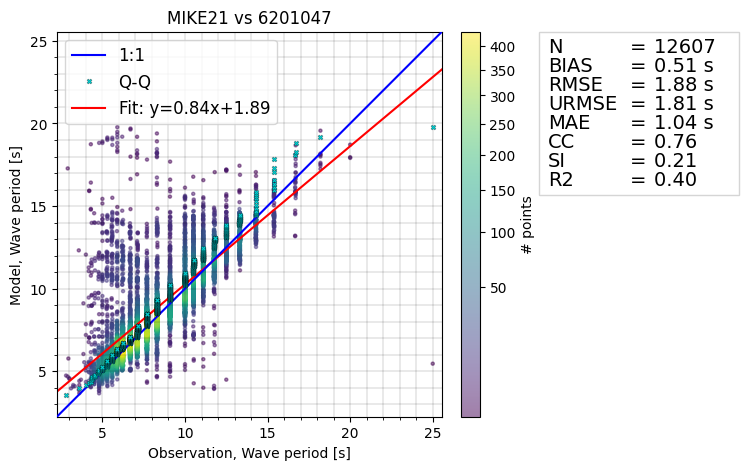 MIKE21 vs 6201047
1:1
Q-Q
Fit: y=0.84x+1.89
25
20
15
10
5
Model, Wave period [s]
5 10 15 20 25
Observation, Wave period [s]
400
350
300
250
200
150
100
50
# points
N = 12607
BIAS = 0.51 s
RMSE = 1.88 s
URMSE = 1.81 s
MAE = 1.04 s
CC = 0.76
SI = 0.21
R2 = 0.40